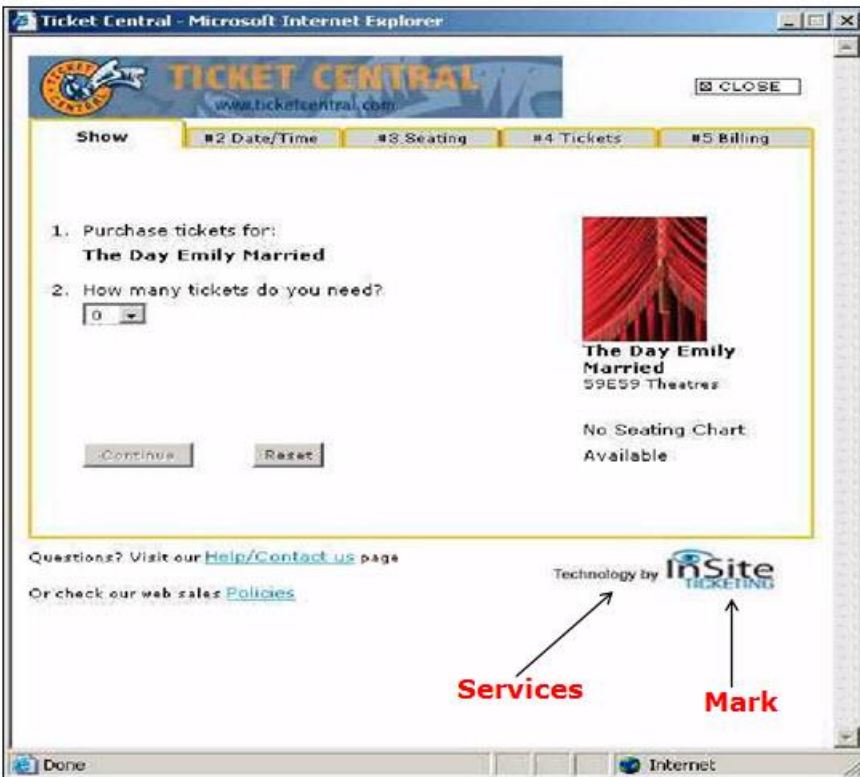 Ticket Central - Microsoft Internet Explorer
TICKET CENTRAL
TICKET CENTRAL
www.ticketcentral.com
CLOSE
Show #2 Date/Time #3 Seating #4 Tickets #5 Billing
1. Purchase tickets for:
The Day Emily Married
2. How many tickets do you need?
0
The Day Emily
Married
59E59 Theatres
No Seating Chart
Available
Continue Reset
Questions? Visit our Help/Contact us page
Or check our web sales Policies
Technology by InSite
TICKETING
Services
Mark
Done Internet